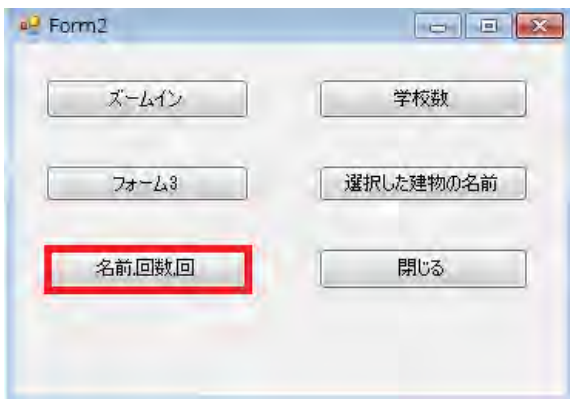 Form2
ズームイン
学校数
フォーム3
選択した建物の名前
名前,回数,回
閉じる